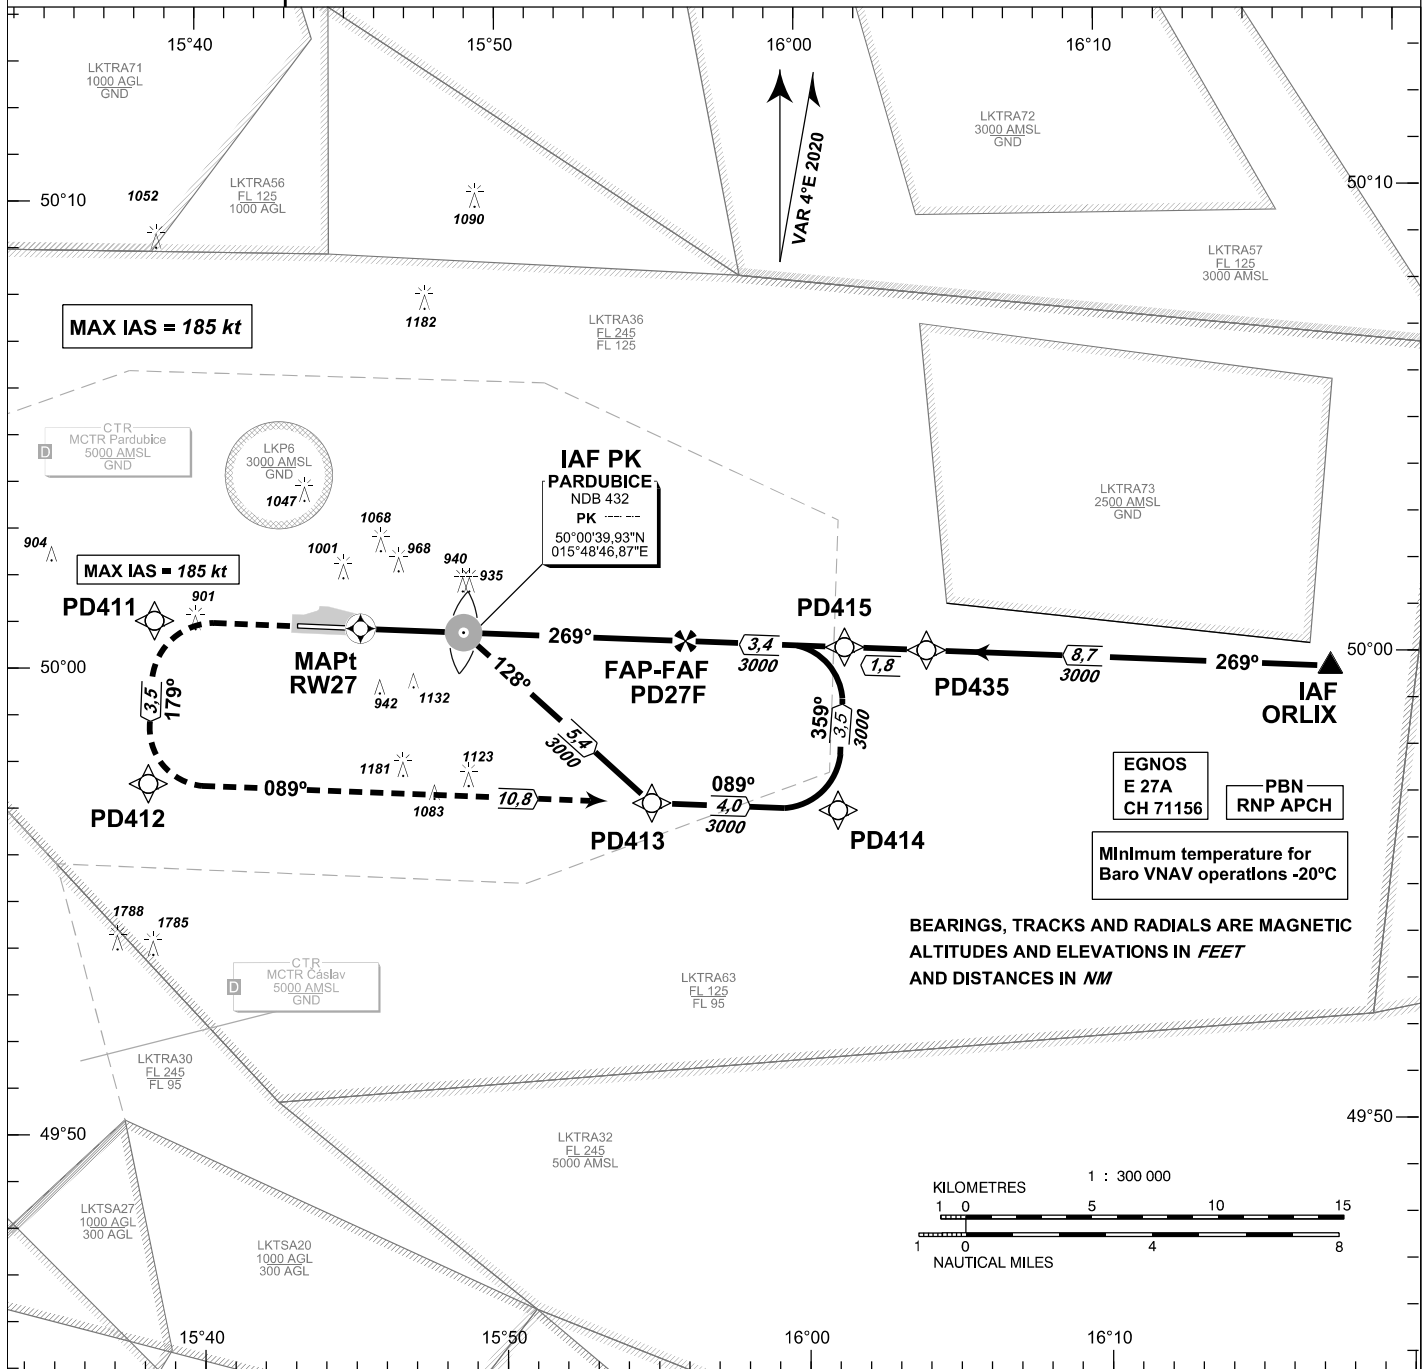 15°40
15°50
16°00
16°10
LKTRA71
1000 AGL
GND
LKTRA72
3000 AMSL
GND
VAR 4°E 2020
50°10
50°10
1052
LKTRA56
FL 125
1000 AGL
1090
LKTRA57
FL 125
3000 AMSL
MAX IAS = 185 kt
1182
LKTRA36
FL 245
FL 125
CTR
MCTR Pardubice
5000 AMSL
GND
D
LKP6
3000 AMSL
GND
1047
IAF PK
PARDUBICE
NDB 432
PK
50°00'39,93"N
015°48'46,87"E
LKTRA73
2500 AMSL
GND
904
1068
1001
968
940
935
MAX IAS = 185 kt
PD411
901
PD415
50°00
50°00
MAPt
RW27
269°
FAP-FAF
PD27F
3,4
3000
1,8
PD435
8,7
3000
269°
IAF
ORLIX
3,5
179°
942
1132
128°
5,4
3000
359°
3,5
3000
1181
1123
1083
089°
10,8
PD412
PD413
089°
4,0
3000
PD414
EGNOS
E 27A
CH 71156
PBN
RNP APCH
Minimum temperature for
Baro VNAV operations -20°C
1788
1785
BEARINGS, TRACKS AND RADIALS ARE MAGNETIC
ALTITUDES AND ELEVATIONS IN FEET
AND DISTANCES IN NM
CTR
MCTR Čáslav
5000 AMSL
GND
D
LKTRA63
FL 125
FL 95
LKTRA30
FL 245
FL 95
49°50
49°50
LKTRA32
FL 245
5000 AMSL
LKTSA27
1000 AGL
300 AGL
LKTSA20
1000 AGL
300 AGL
1 : 300 000
KILOMETRES
1 0 5 10 15
1 0 4 8
NAUTICAL MILES
15°40
15°50
16°00
16°10